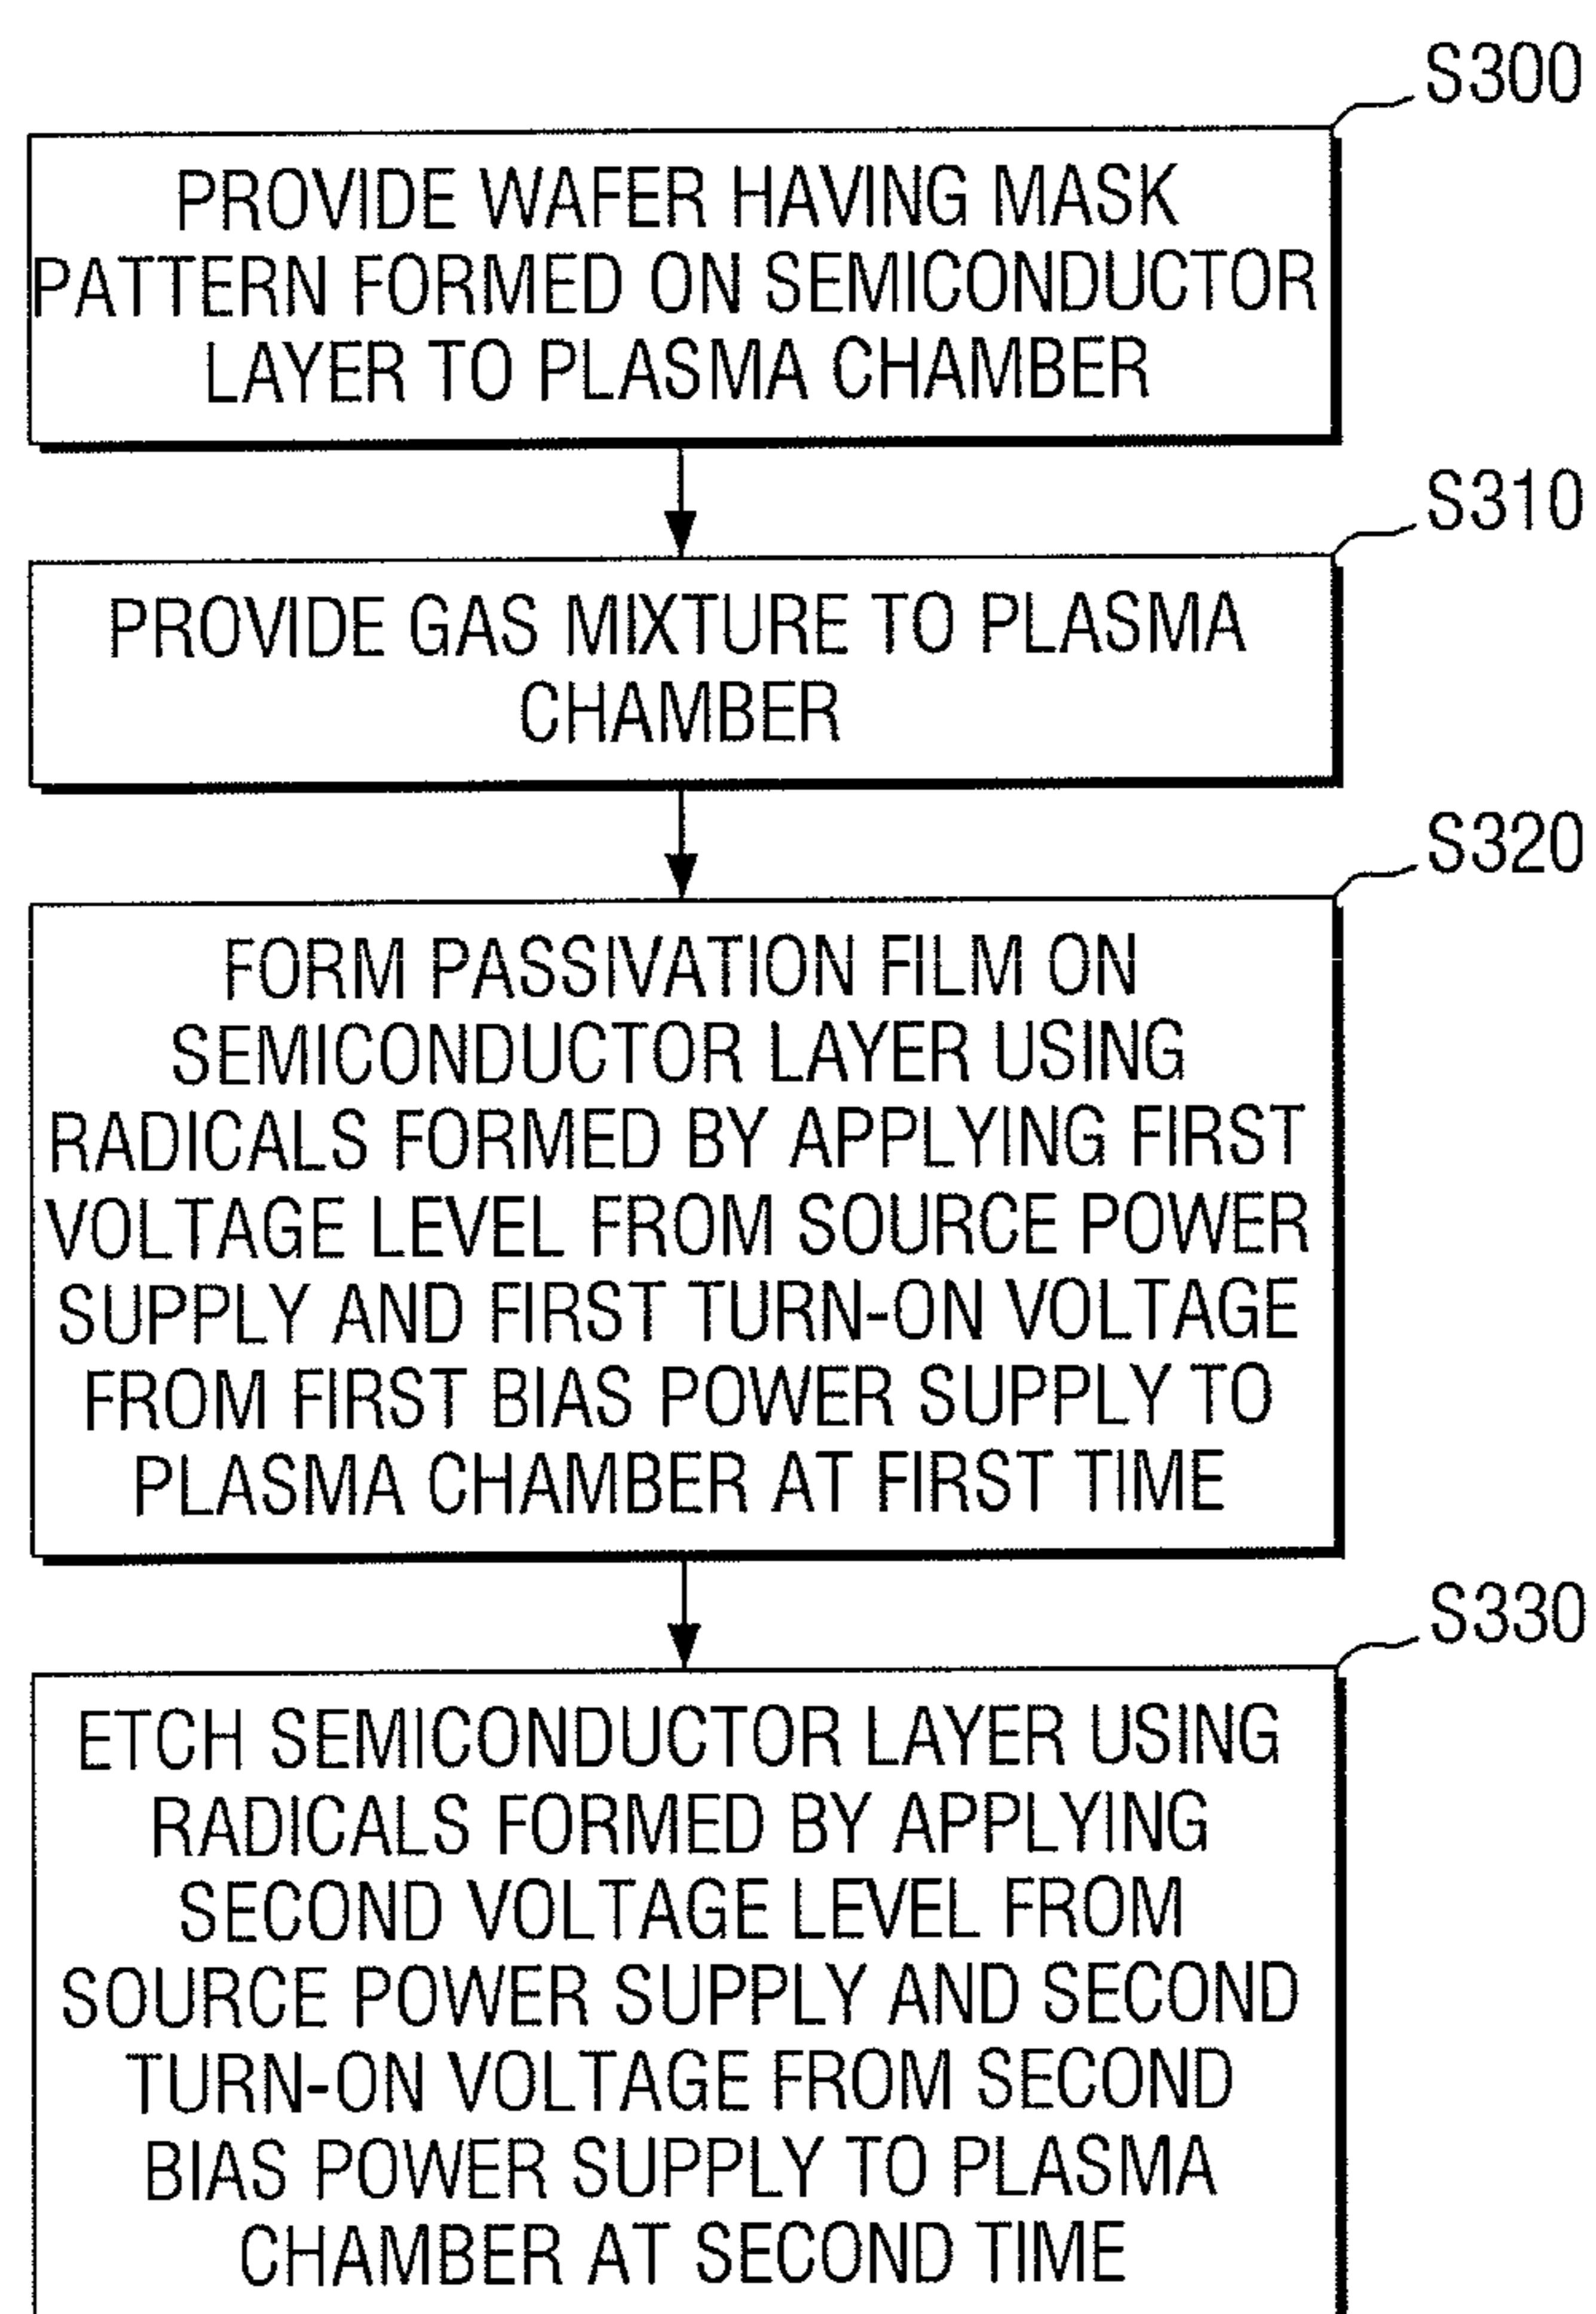 S300
PROVIDE WAFER HAVING MASK
PATTERN FORMED ON SEMICONDUCTOR
LAYER TO PLASMA CHAMBER
S310
PROVIDE GAS MIXTURE TO PLASMA
CHAMBER
S320
FORM PASSIVATION FILM ON
SEMICONDUCTOR LAYER USING
RADICALS FORMED BY APPLYING FIRST
VOLTAGE LEVEL FROM SOURCE POWER
SUPPLY AND FIRST TURN-ON VOLTAGE
FROM FIRST BIAS POWER SUPPLY TO
PLASMA CHAMBER AT FIRST TIME
S330
ETCH SEMICONDUCTOR LAYER USING
RADICALS FORMED BY APPLYING
SECOND VOLTAGE LEVEL FROM
SOURCE POWER SUPPLY AND SECOND
TURN-ON VOLTAGE FROM SECOND
BIAS POWER SUPPLY TO PLASMA
CHAMBER AT SECOND TIME